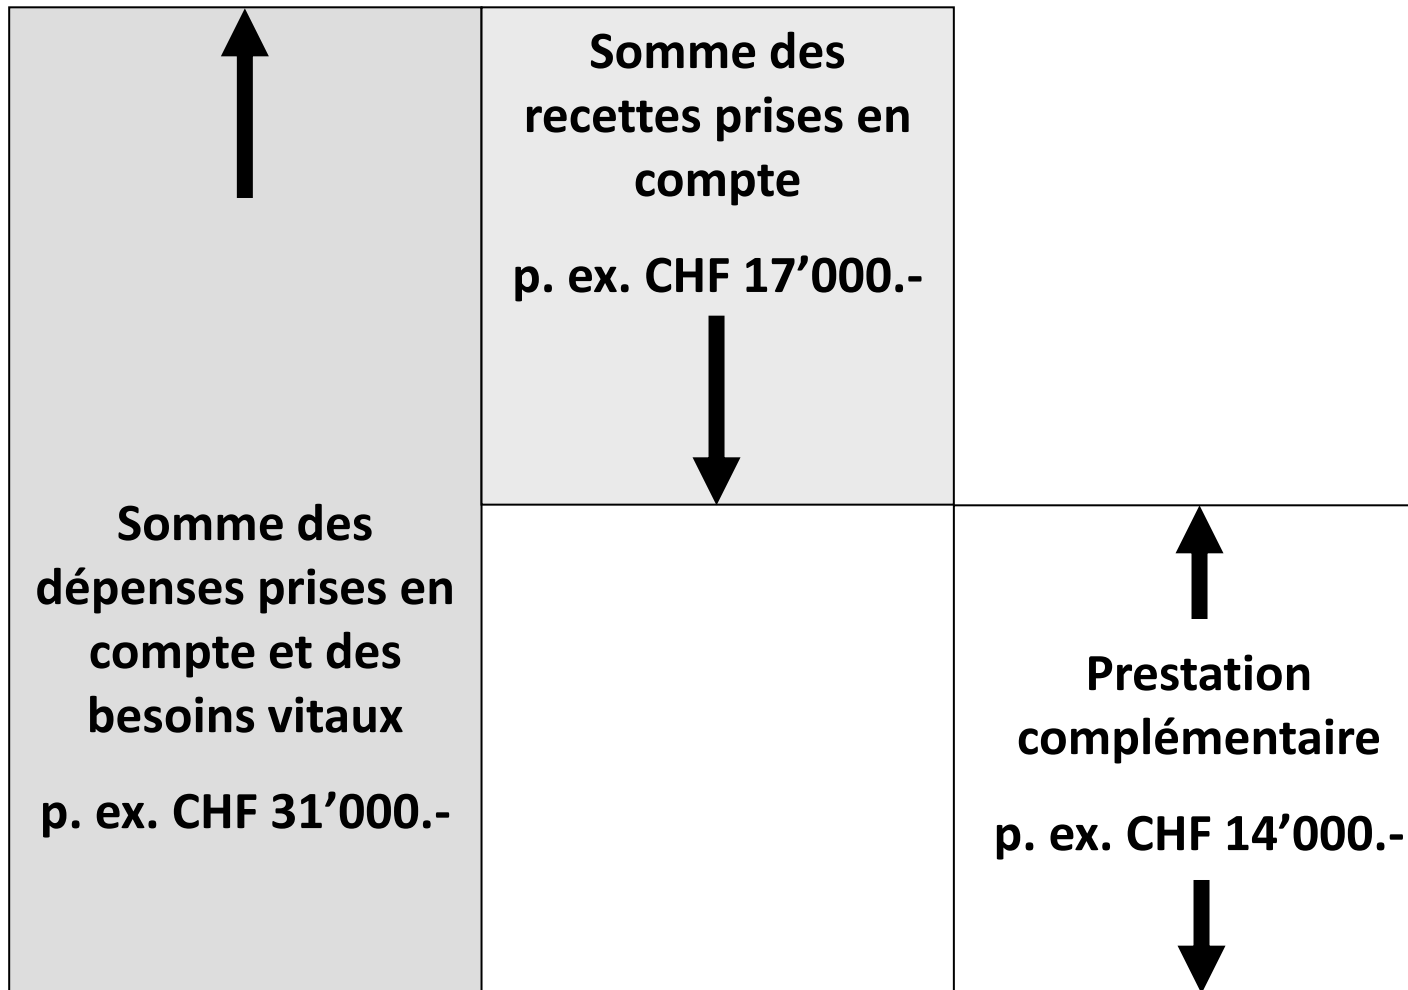 Somme des
dépenses prises en
compte et des
besoins vitaux
p. ex. CHF 31’000.-
Somme des
recettes prises en
compte
p. ex. CHF 17’000.-
Prestation
complémentaire
p. ex. CHF 14’000.-